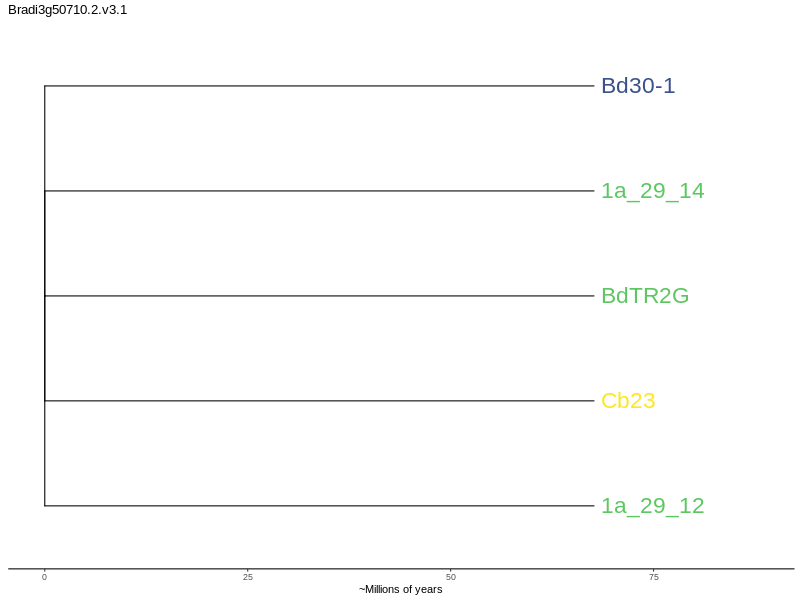 Bradi3g50710.2.v3.1
Bd30-1
1a_29_14
BdTR2G
Cb23
1a_29_12
0 25 50 75
~Millions of years